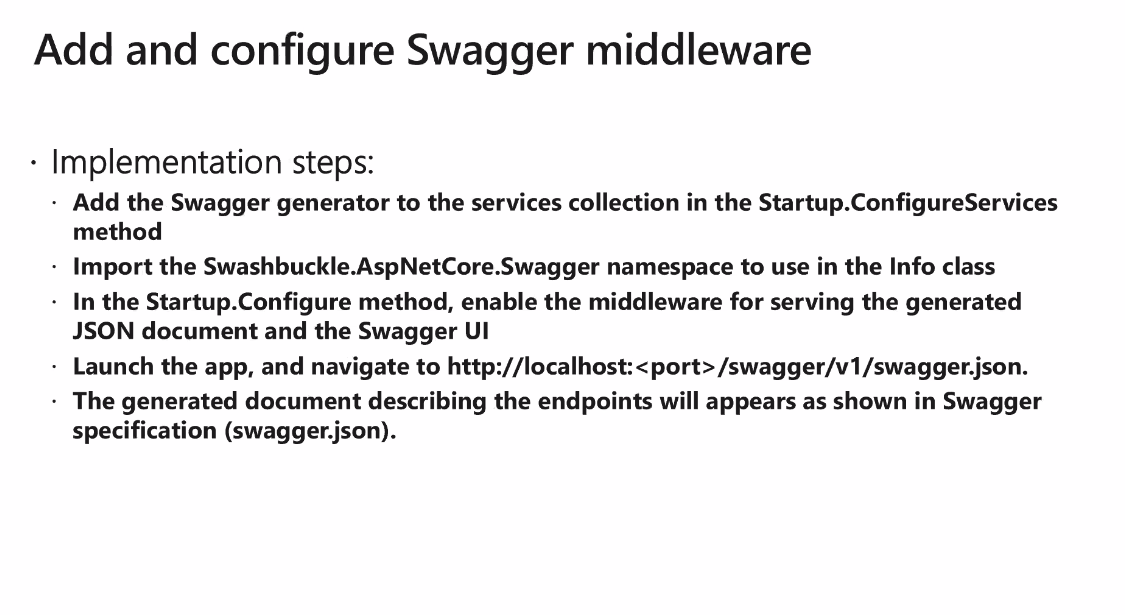 Add and configure Swagger middleware
· Implementation steps:
· Add the Swagger generator to the services collection in the Startup.ConfigureServices
method
· Import the Swashbuckle.AspNetCore.Swagger namespace to use in the Info class
· In the Startup.Configure method, enable the middleware for serving the generated
JSON document and the Swagger UI
· Launch the app, and navigate to http://localhost:<port>/swagger/v1/swagger.json.
· The generated document describing the endpoints will appears as shown in Swagger
specification (swagger.json).